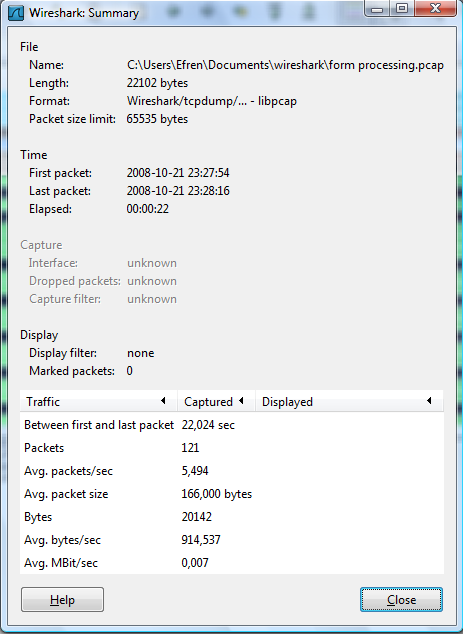 Wireshark: Summary
File
Name: C:\Users\Efren\Documents\wireshark\form processing.pcap
Length: 22102 bytes
Format: Wireshark/tcpdump/... - libpcap
Packet size limit: 65535 bytes
Time
First packet: 2008-10-21 23:27:54
Last packet: 2008-10-21 23:28:16
Elapsed: 00:00:22
Capture
Interface: unknown
Dropped packets: unknown
Capture filter: unknown
Display
Display filter: none
Marked packets: 0
Traffic Captured Displayed
Between first and last packet 22,024 sec
Packets 121
Avg. packets/sec 5,494
Avg. packet size 166,000 bytes
Bytes 20142
Avg. bytes/sec 914,537
Avg. MBit/sec 0,007
Help Close